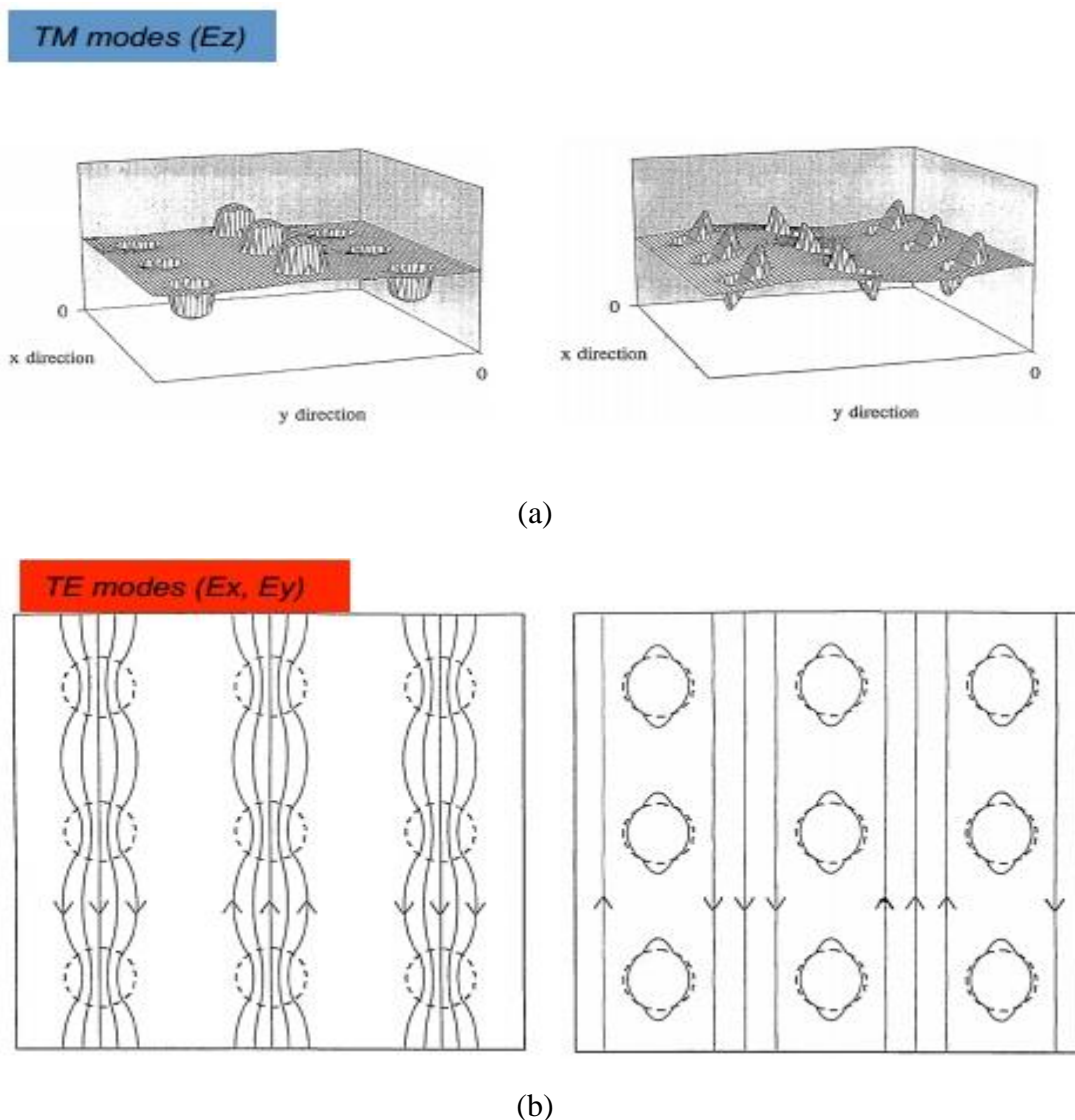 TM modes (Ez)
0
x direction
0
y direction
0
x direction
0
y direction
(a)
TE modes (Ex, Ey)
(b)